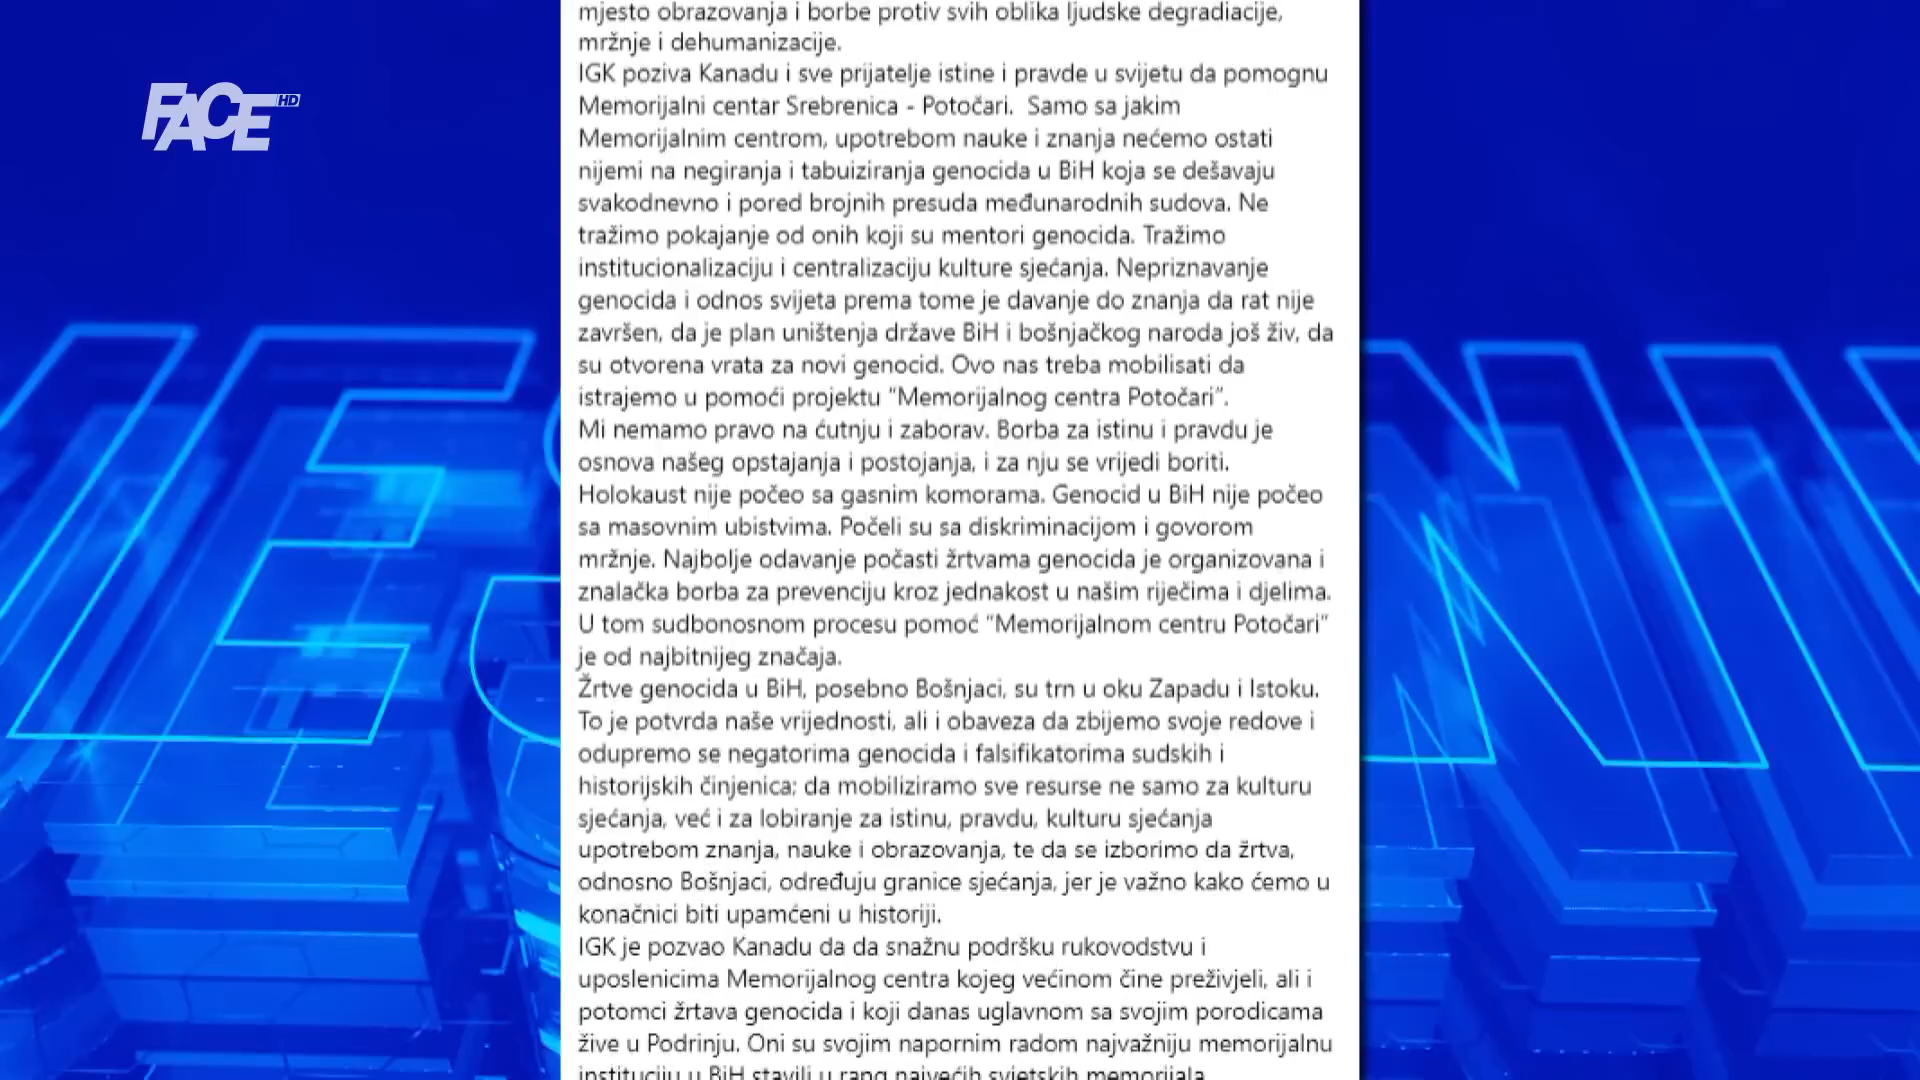 FACE HD
mjesto obrazovanja i borbe protiv svih oblika ljudske degradiacije,
mržnje i dehumanizacije.
IGK poziva Kanadu i sve prijatelje istine i pravde u svijetu da pomognu
Memorijalni centar Srebrenica - Potočari.  Samo sa jakim
Memorijalnim centrom, upotrebom nauke i znanja nećemo ostati
nijemi na negiranja i tabuiziranja genocida u BiH koja se dešavaju
svakodnevno i pored brojnih presuda međunarodnih sudova. Ne
tražimo pokajanje od onih koji su mentori genocida. Tražimo
institucionalizaciju i centralizaciju kulture sjećanja. Nepriznavanje
genocida i odnos svijeta prema tome je davanje do znanja da rat nije
završen, da je plan uništenja države BiH i bošnjačkog naroda još živ, da
su otvorena vrata za novi genocid. Ovo nas treba mobilisati da
istrajemo u pomoći projektu “Memorijalnog centra Potočari”.
Mi nemamo pravo na ćutnju i zaborav. Borba za istinu i pravdu je
osnova našeg opstajanja i postojanja, i za nju se vrijedi boriti.
Holokaust nije počeo sa gasnim komorama. Genocid u BiH nije počeo
sa masovnim ubistvima. Počeli su sa diskriminacijom i govorom
mržnje. Najbolje odavanje počasti žrtvama genocida je organizovana i
znalačka borba za prevenciju kroz jednakost u našim riječima i djelima.
U tom sudbonosnom procesu pomoć “Memorijalnom centru Potočari”
je od najbitnijeg značaja.
Žrtve genocida u BiH, posebno Bošnjaci, su trn u oku Zapadu i Istoku.
To je potvrda naše vrijednosti, ali i obaveza da zbijemo svoje redove i
odupremo se negatorima genocida i falsifikatorima sudskih i
historijskih činjenica; da mobiliziramo sve resurse ne samo za kulturu
sjećanja, već i za lobiranje za istinu, pravdu, kulturu sjećanja
upotrebom znanja, nauke i obrazovanja, te da se izborimo da žrtva,
odnosno Bošnjaci, određuju granice sjećanja, jer je važno kako ćemo u
konačnici biti upamćeni u historiji.
IGK je pozvao Kanadu da da snažnu podršku rukovodstvu i
uposlenicima Memorijalnog centra kojeg većinom čine preživjeli, ali i
potomci žrtava genocida i koji danas uglavnom sa svojim porodicama
žive u Podrinju. Oni su svojim napornim radom najvažniju memorijalnu
instituciju u BiH stavili u rang najvećih svjetskih memorijala